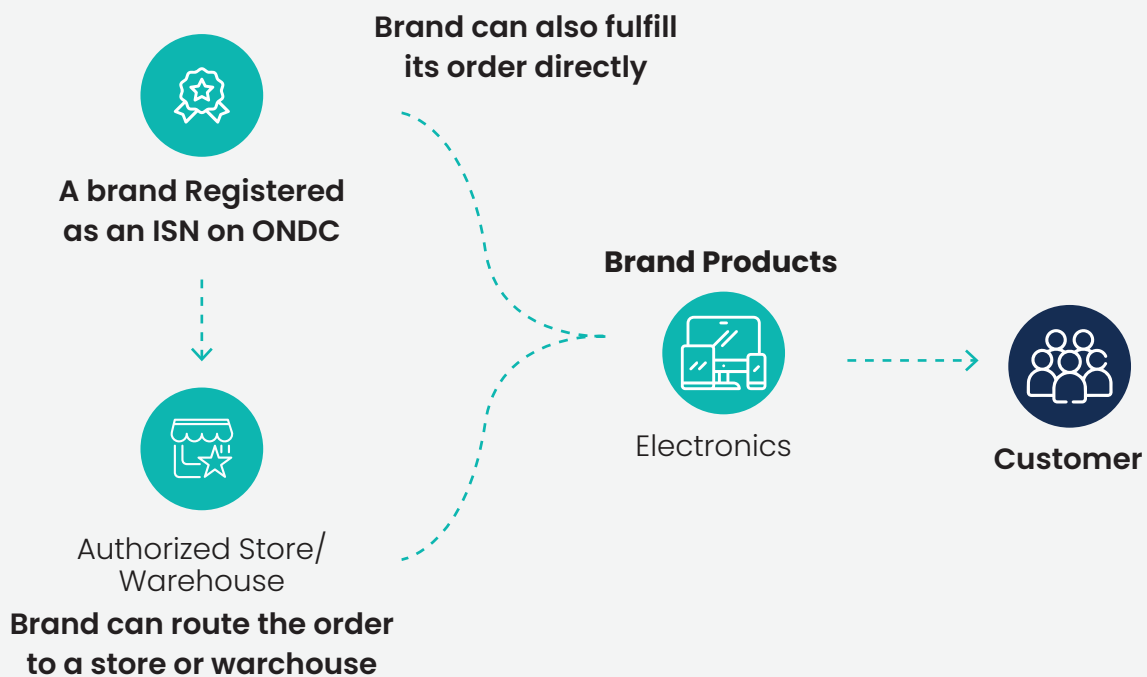 Brand can also fulfill
its order directly
A brand Registered
as an ISN on ONDC
Brand Products
Electronics
Customer
Authorized Store/
Warehouse
Brand can route the order
to a store or warchouse